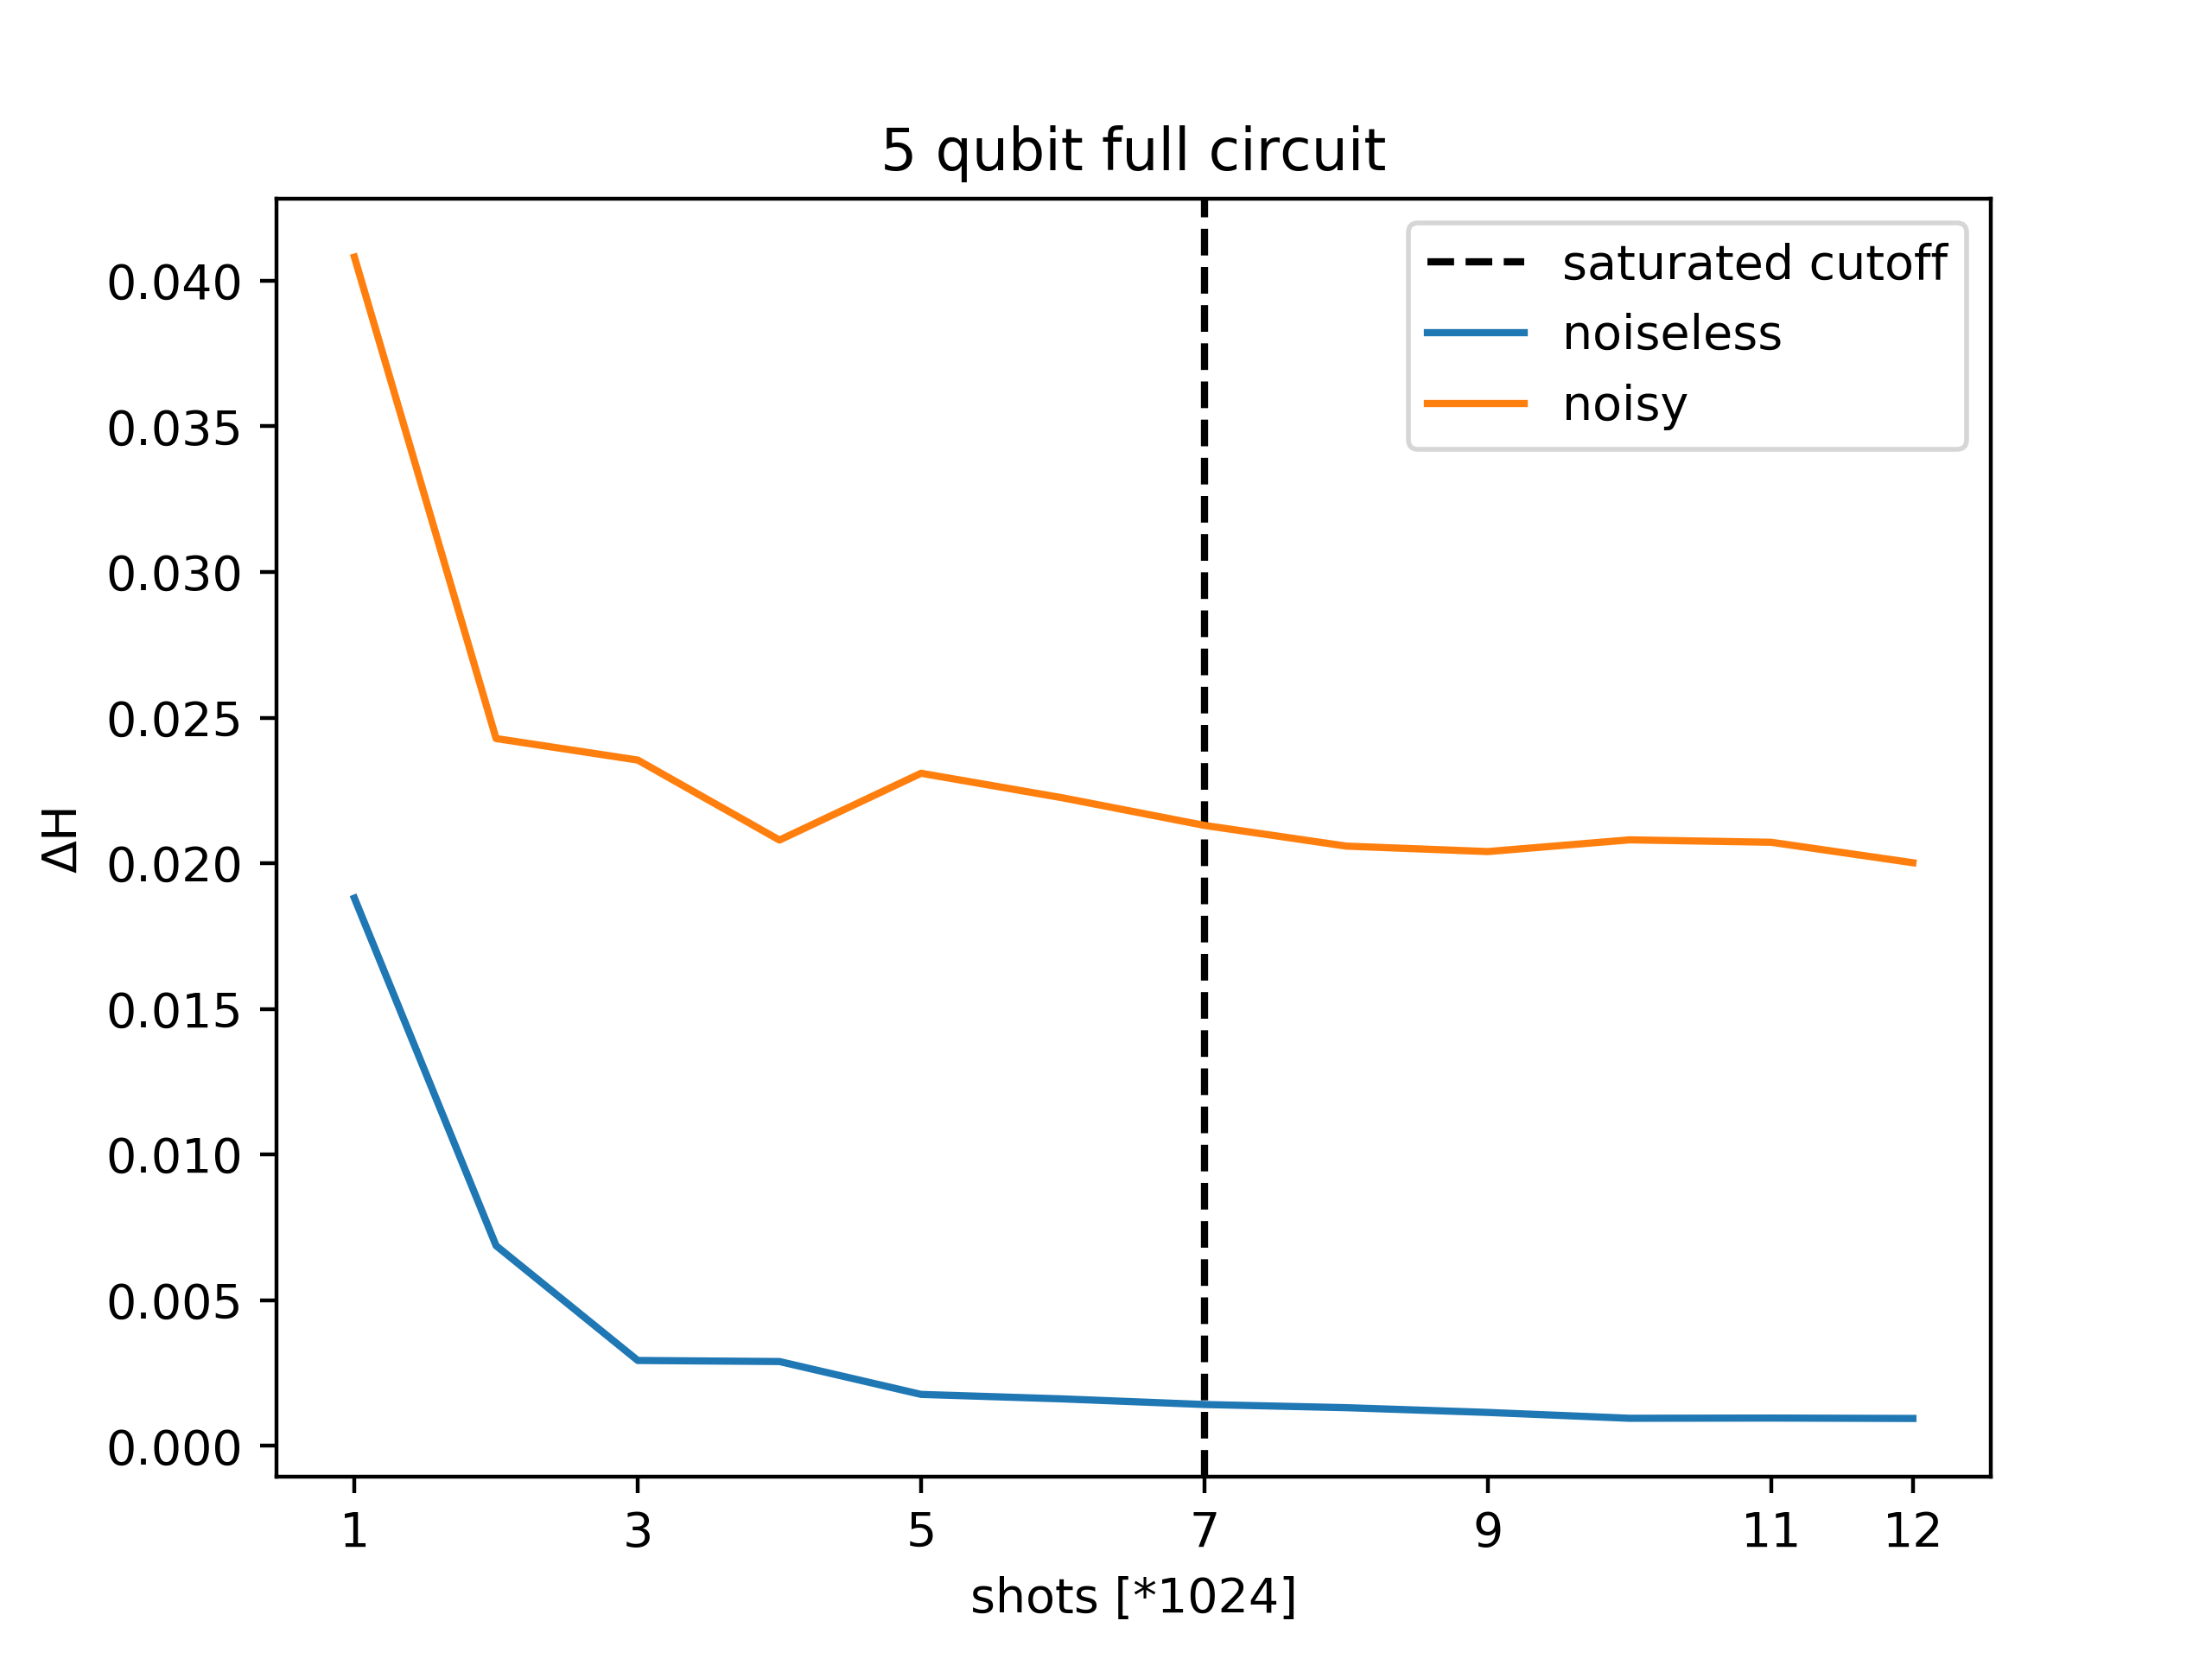 5 qubit full circuit
saturated cutoff
noiseless
noisy
0.040
0.035
0.030
0.025
0.020
0.015
0.010
0.005
0.000
ΔH
1 3 5 7 9 11 12
shots [*1024]